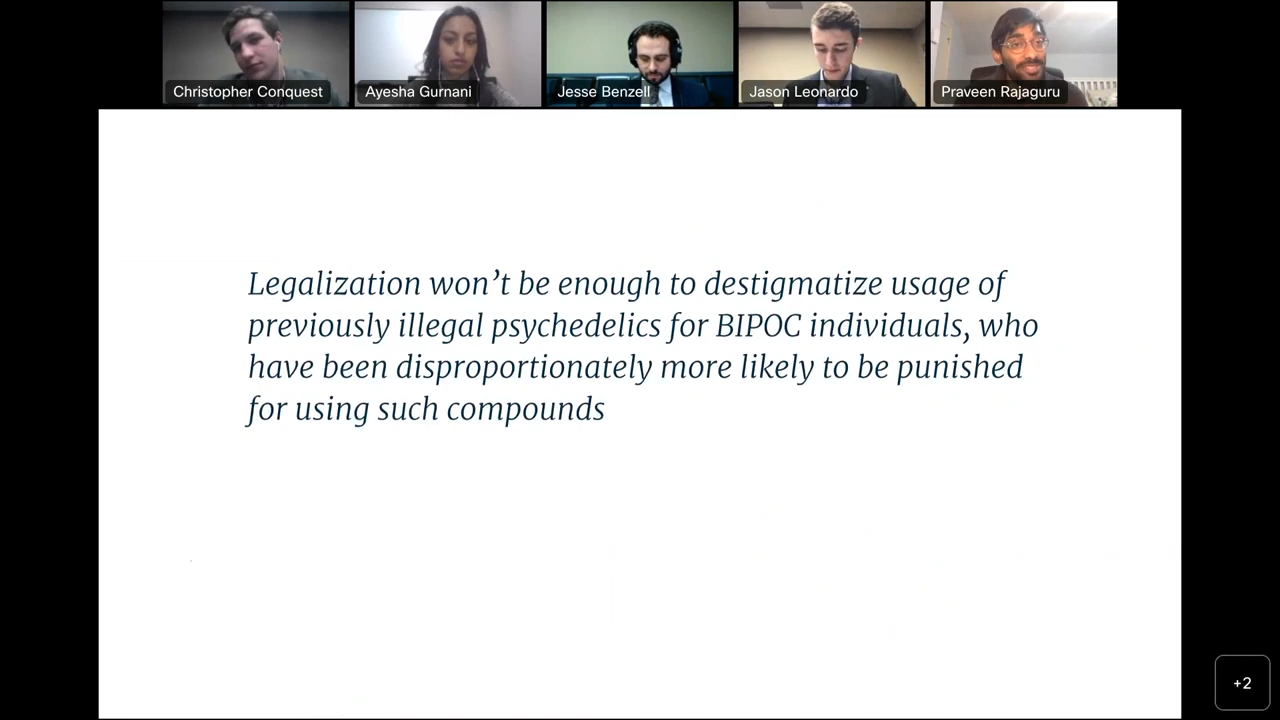 Christopher Conquest
Ayesha Gurnani
Jesse Benzell
Jason Leonardo
Praveen Rajaguru
Legalization won’t be enough to destigmatize usage of
previously illegal psychedelics for BIPOC individuals, who
have been disproportionately more likely to be punished
for using such compounds
+2